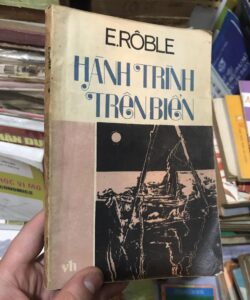 E.RÔBLE
HÀNH TRÌNH
TRÊN BIỂN
vh